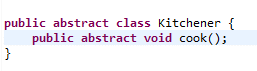 public abstract class Kitchener {
    public abstract void cook();
}